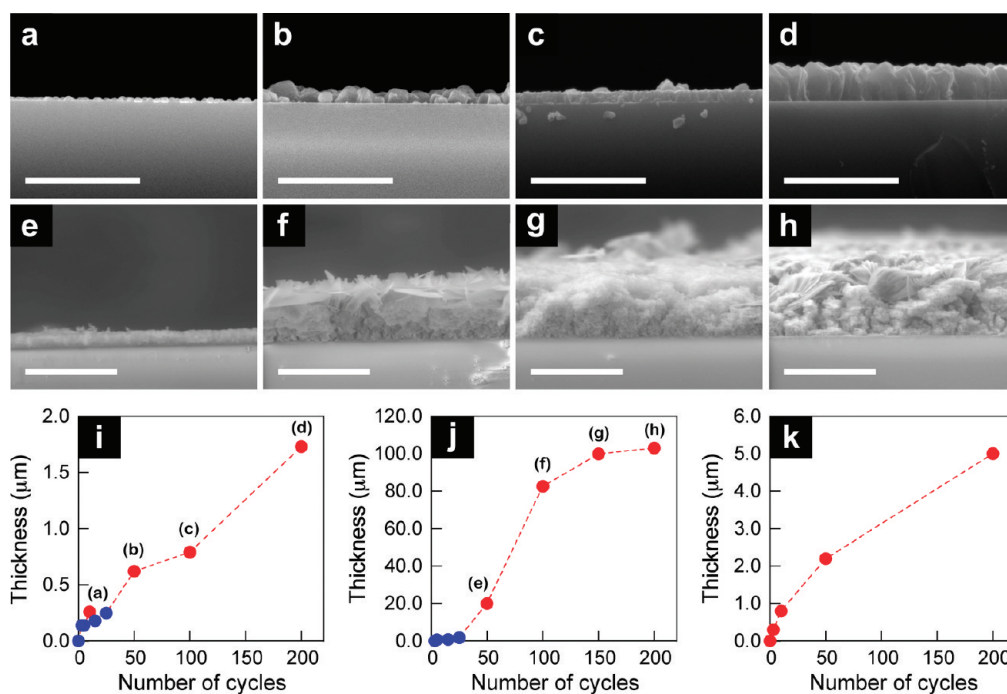 a
b
c
d
e
f
g
h
i
2.0
1.5
1.0
0.5
0.0
Thickness (μm)
(a)
(b)
(c)
(d)
0 50 100 150 200
Number of cycles
j
120.0
100.0
80.0
60.0
40.0
20.0
0.0
Thickness (μm)
(e)
(f)
(g)
(h)
0 50 100 150 200
Number of cycles
k
6.0
5.0
4.0
3.0
2.0
1.0
0.0
Thickness (μm)
0 50 100 150 200
Number of cycles